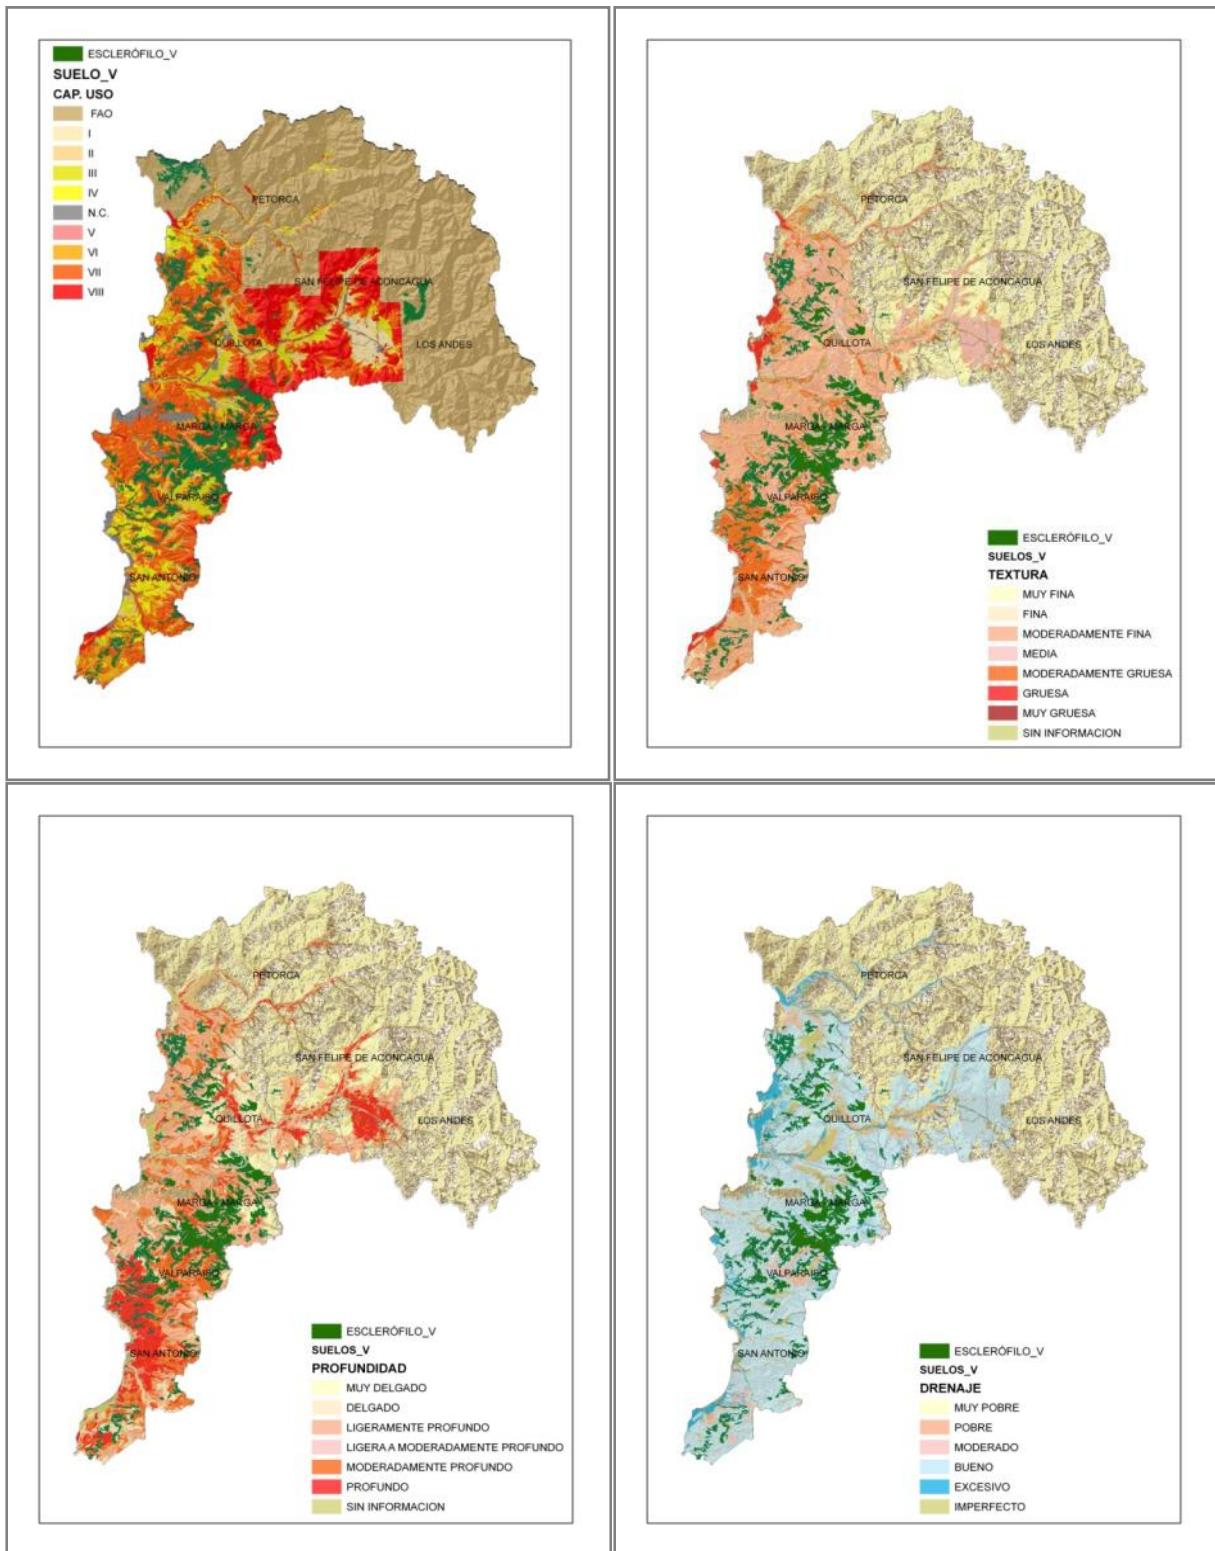 ESCLERÓFILO_V
SUELO_V
CAP. USO
FAO
I
II
III
IV
N.C.
V
VI
VII
VIII
PETORCA
SAN FELIPE DE ACONCAGUA
QUILLOTA
LOS ANDES
MARGA - MARGA
VALPARAISO
SAN ANTONIO
PETORCA
SAN FELIPE DE ACONCAGUA
QUILLOTA
LOS ANDES
MARGA - MARGA
VALPARAISO
SAN ANTONIO
ESCLERÓFILO_V
SUELOS_V
TEXTURA
MUY FINA
FINA
MODERADAMENTE FINA
MEDIA
MODERADAMENTE GRUESA
GRUESA
MUY GRUESA
SIN INFORMACION
PETORCA
SAN FELIPE DE ACONCAGUA
QUILLOTA
LOS ANDES
MARGA - MARGA
VALPARAISO
SAN ANTONIO
ESCLERÓFILO_V
SUELOS_V
PROFUNDIDAD
MUY DELGADO
DELGADO
LIGERAMENTE PROFUNDO
LIGERA A MODERADAMENTE PROFUNDO
MODERADAMENTE PROFUNDO
PROFUNDO
SIN INFORMACION
PETORCA
SAN FELIPE DE ACONCAGUA
QUILLOTA
LOS ANDES
MARGA - MARGA
VALPARAISO
SAN ANTONIO
ESCLERÓFILO_V
SUELOS_V
DRENAJE
MUY POBRE
POBRE
MODERADO
BUENO
EXCESIVO
IMPERFECTO